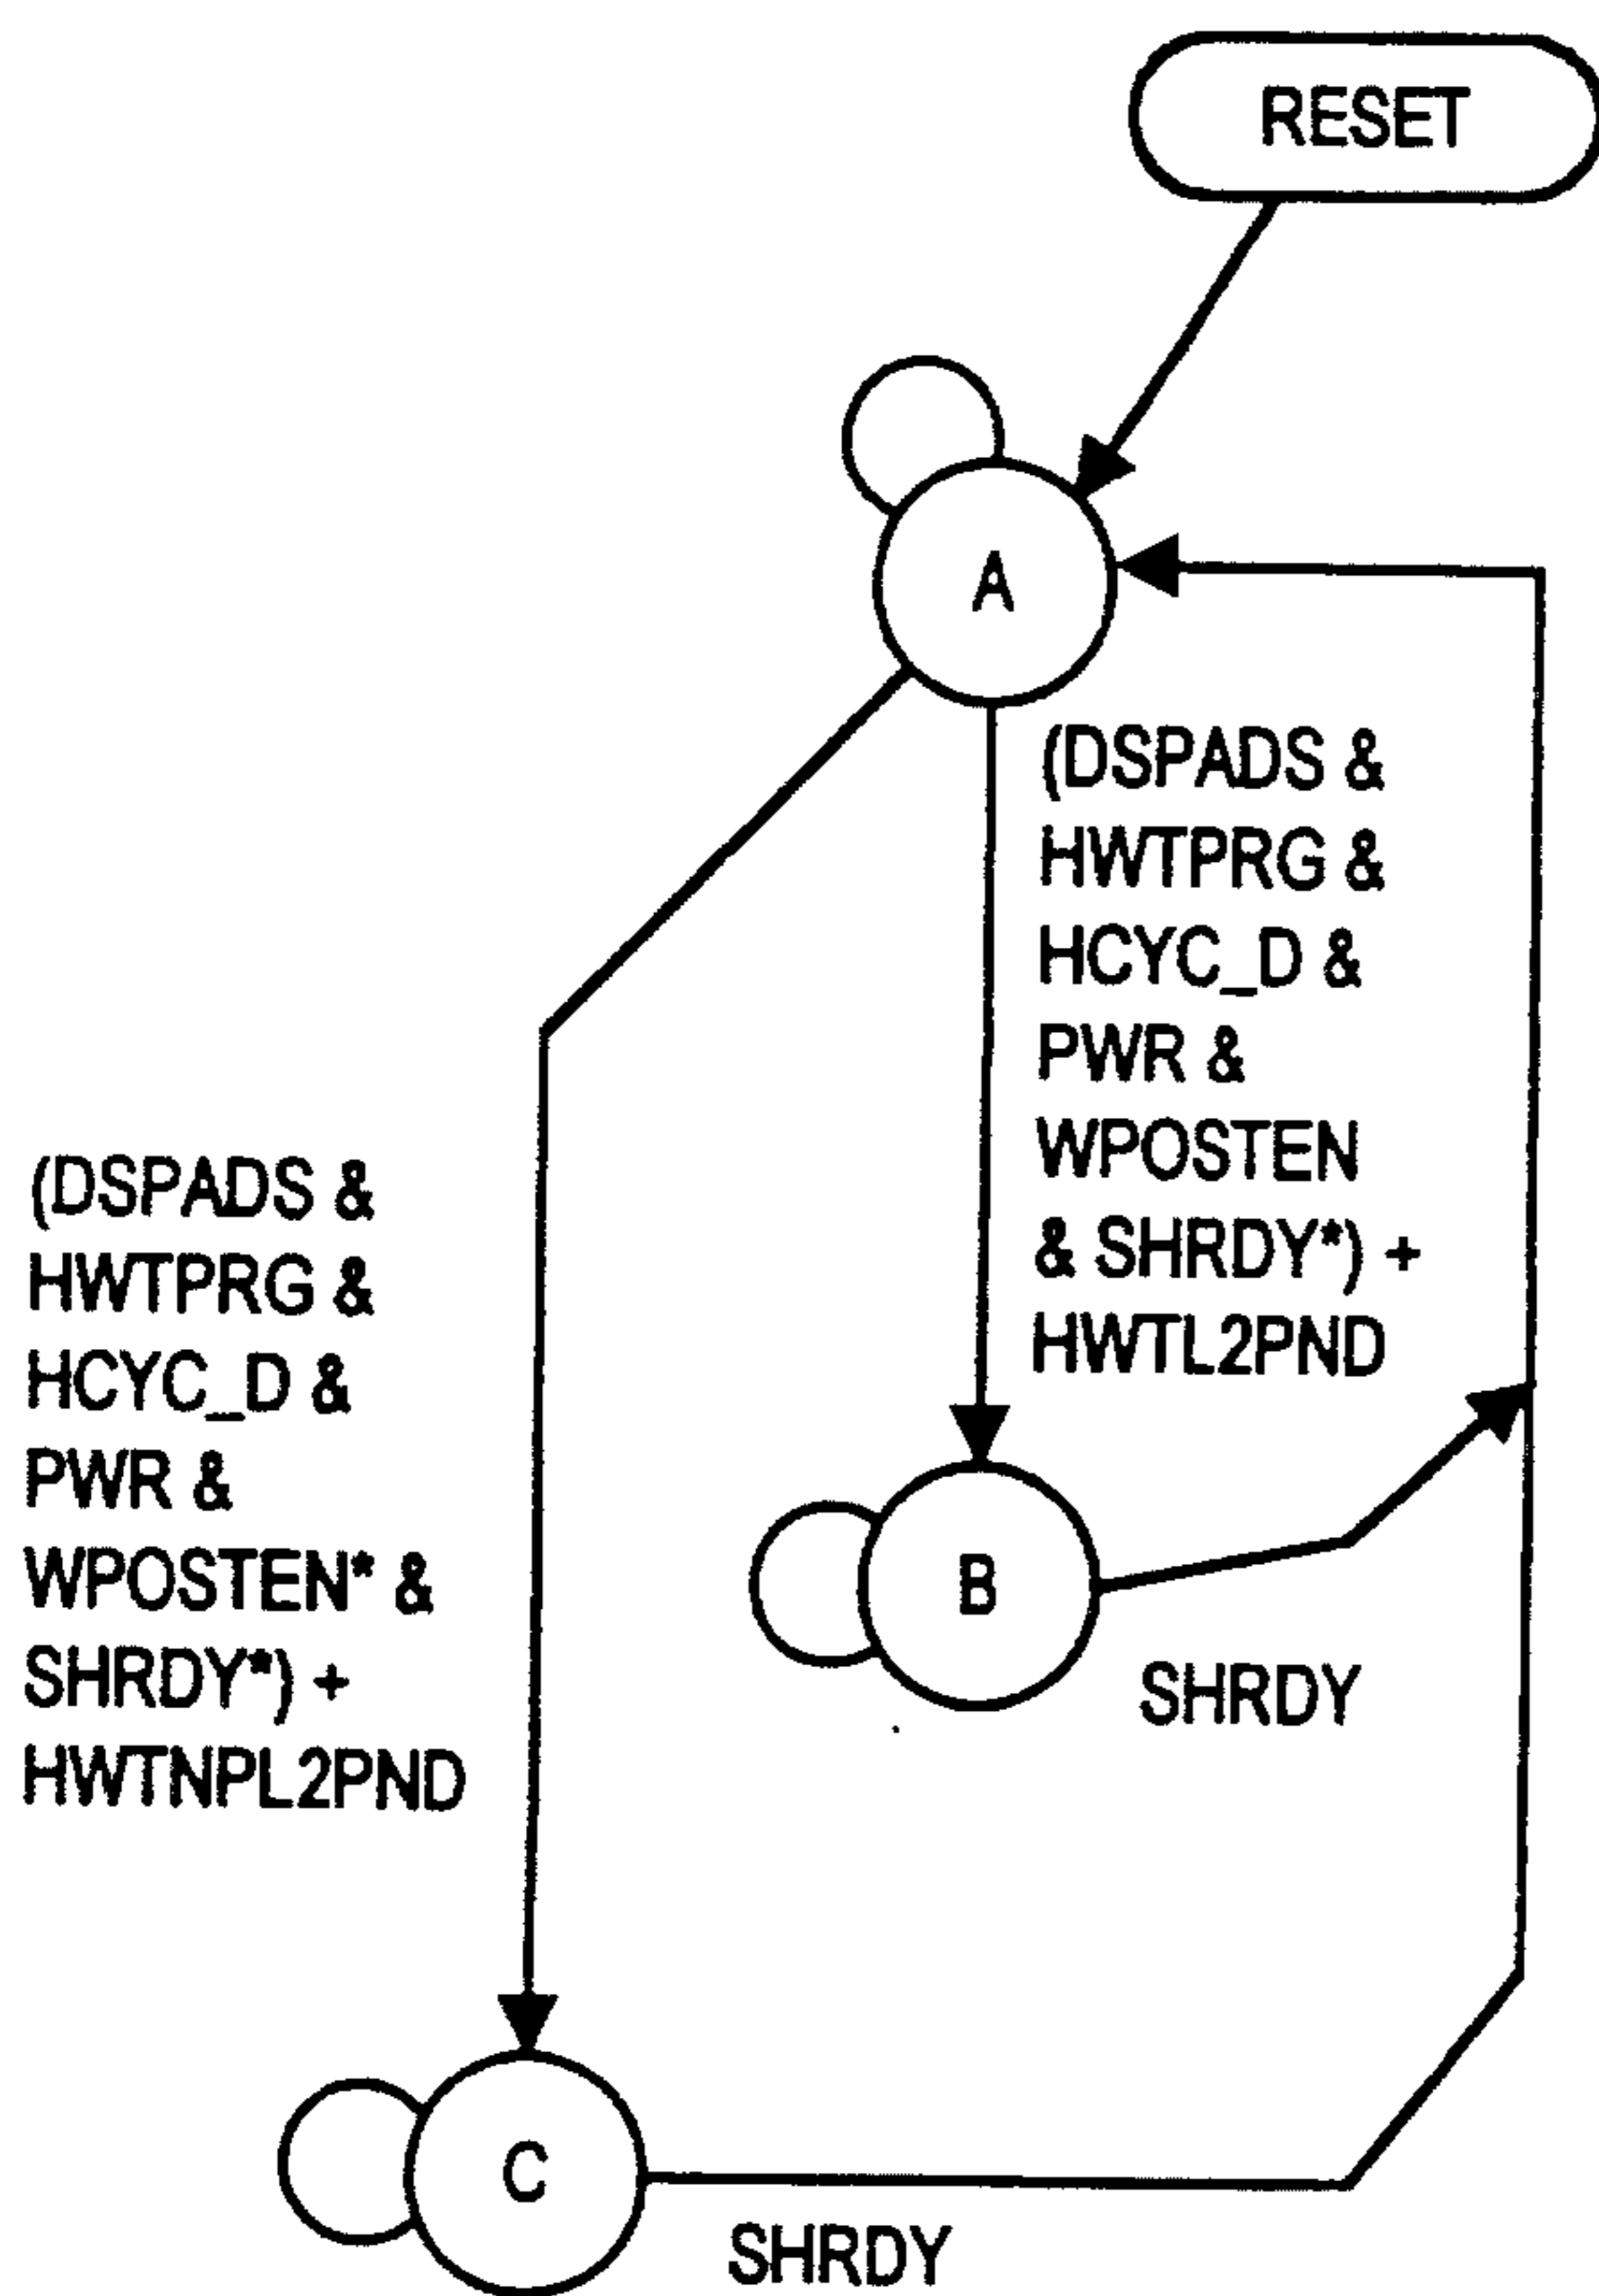 RESET
A
(DSPADS &
HWTPRG &
HCYC_D &
PWR &
WPOSTEN
& SHRDY*) +
HWTL2PND
(DSPADS &
HWTPRG &
HCYC_D &
PWR &
WPOSTEN* &
SHRDY*) +
HWTNPL2PND
B
SHRDY
C
SHRDY